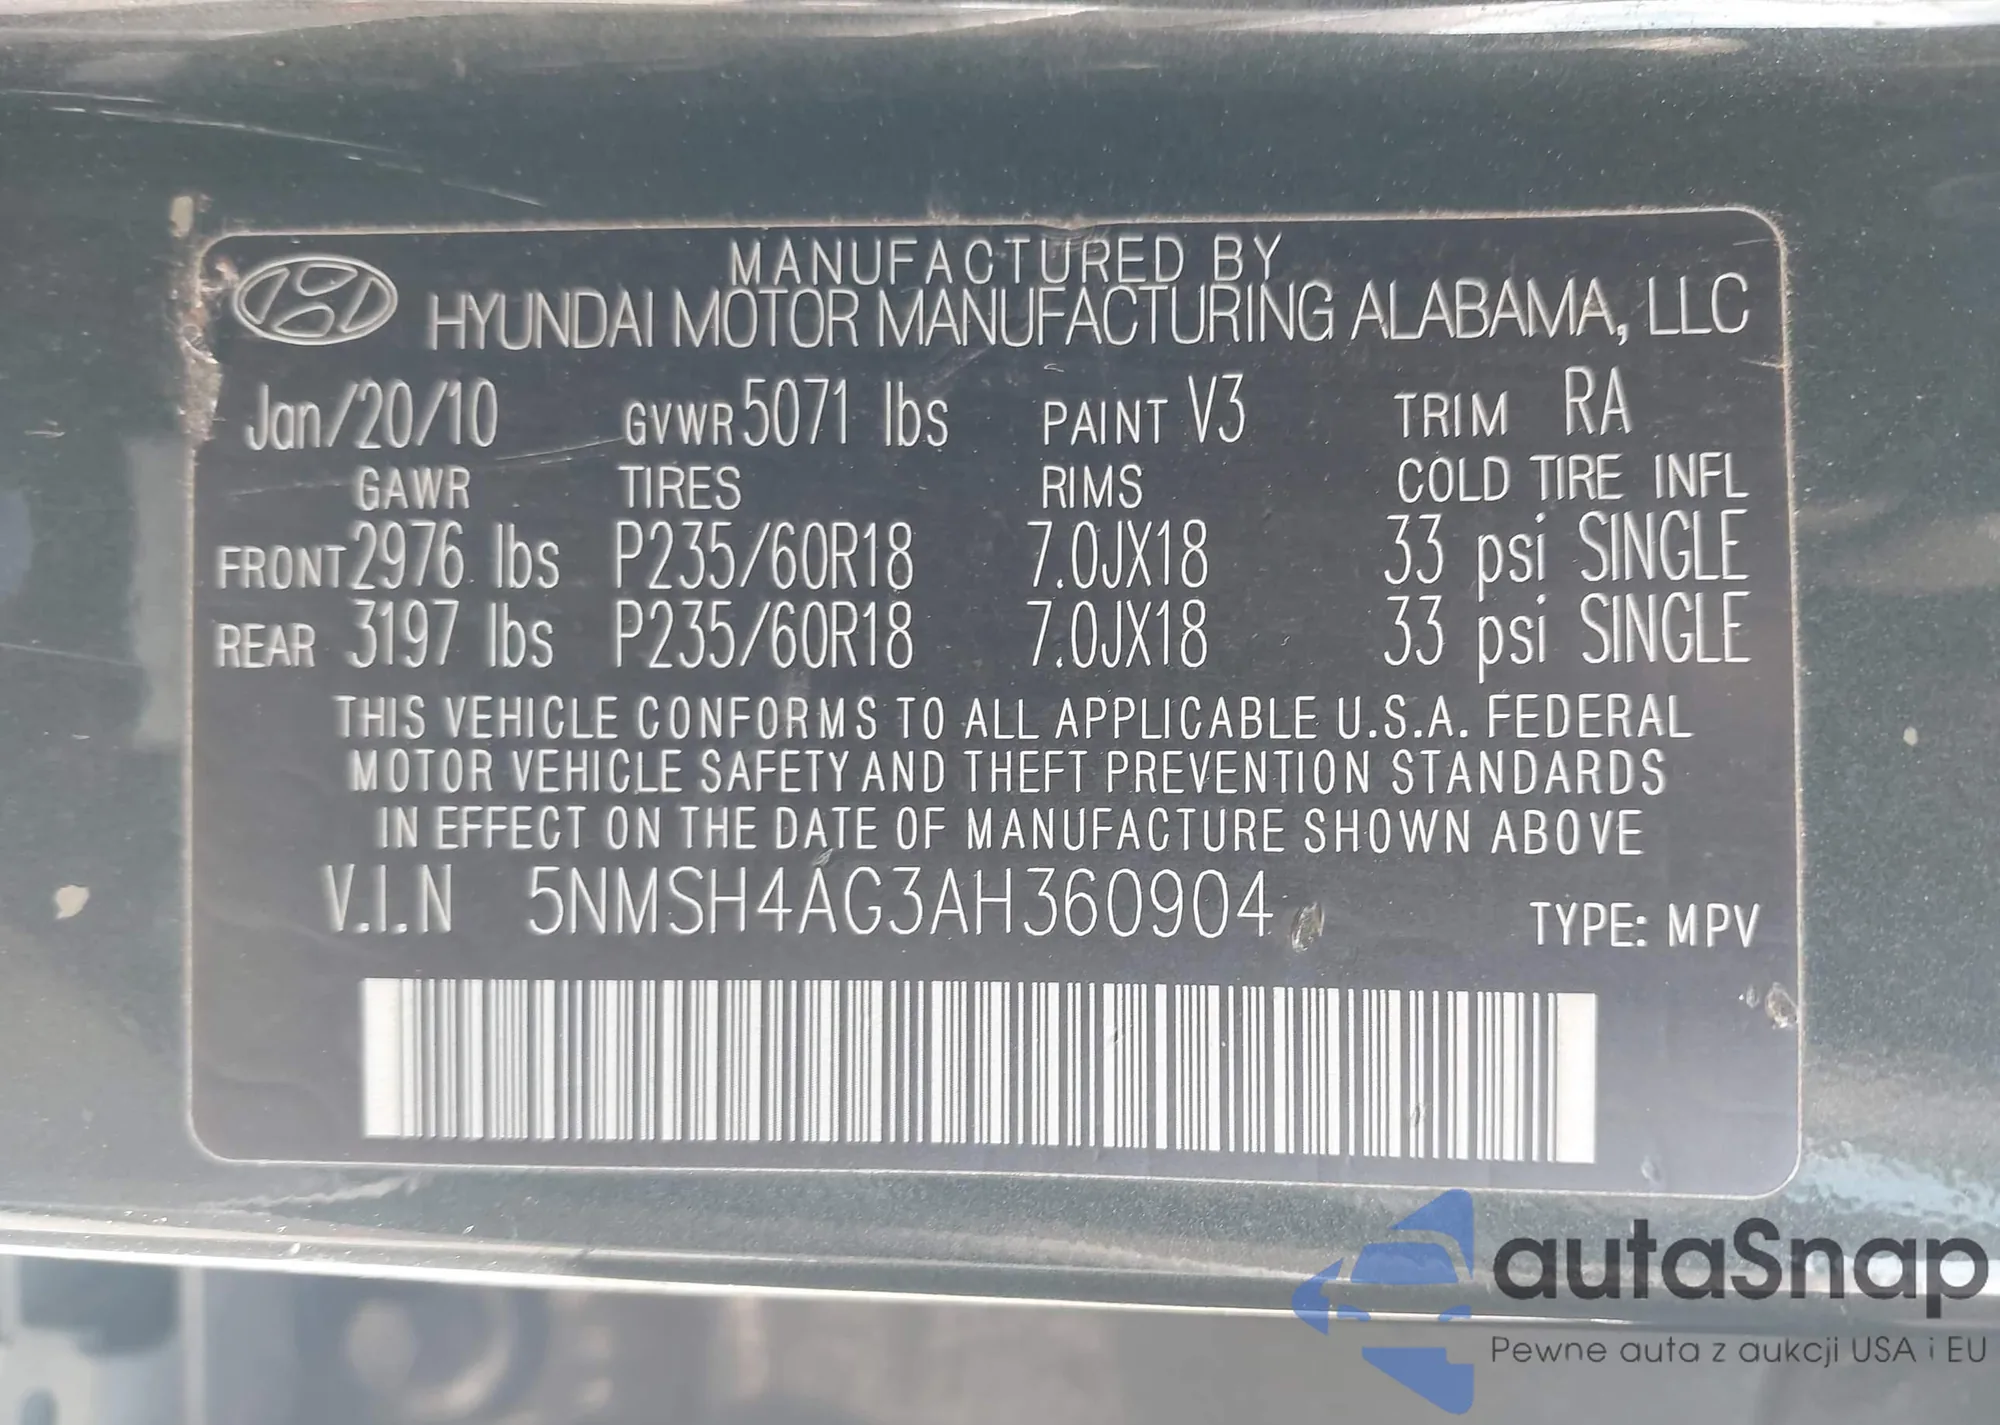 MANUFACTURED BY
HYUNDAI MOTOR MANUFACTURING ALABAMA, LLC
Jan/20/10 GVWR 5071 lbs PAINT V3 TRIM RA
GAWR TIRES RIMS COLD TIRE INFL
FRONT 2976 lbs P235/60R18 7.0JX18 33 psi SINGLE
REAR 3197 lbs P235/60R18 7.0JX18 33 psi SINGLE
THIS VEHICLE CONFORMS TO ALL APPLICABLE U.S.A. FEDERAL
MOTOR VEHICLE SAFETY AND THEFT PREVENTION STANDARDS
IN EFFECT ON THE DATE OF MANUFACTURE SHOWN ABOVE
V.I.N 5NMSH4AG3AH360904 TYPE: MPV
autaSnap
Pewne auta z aukcji USA i EU